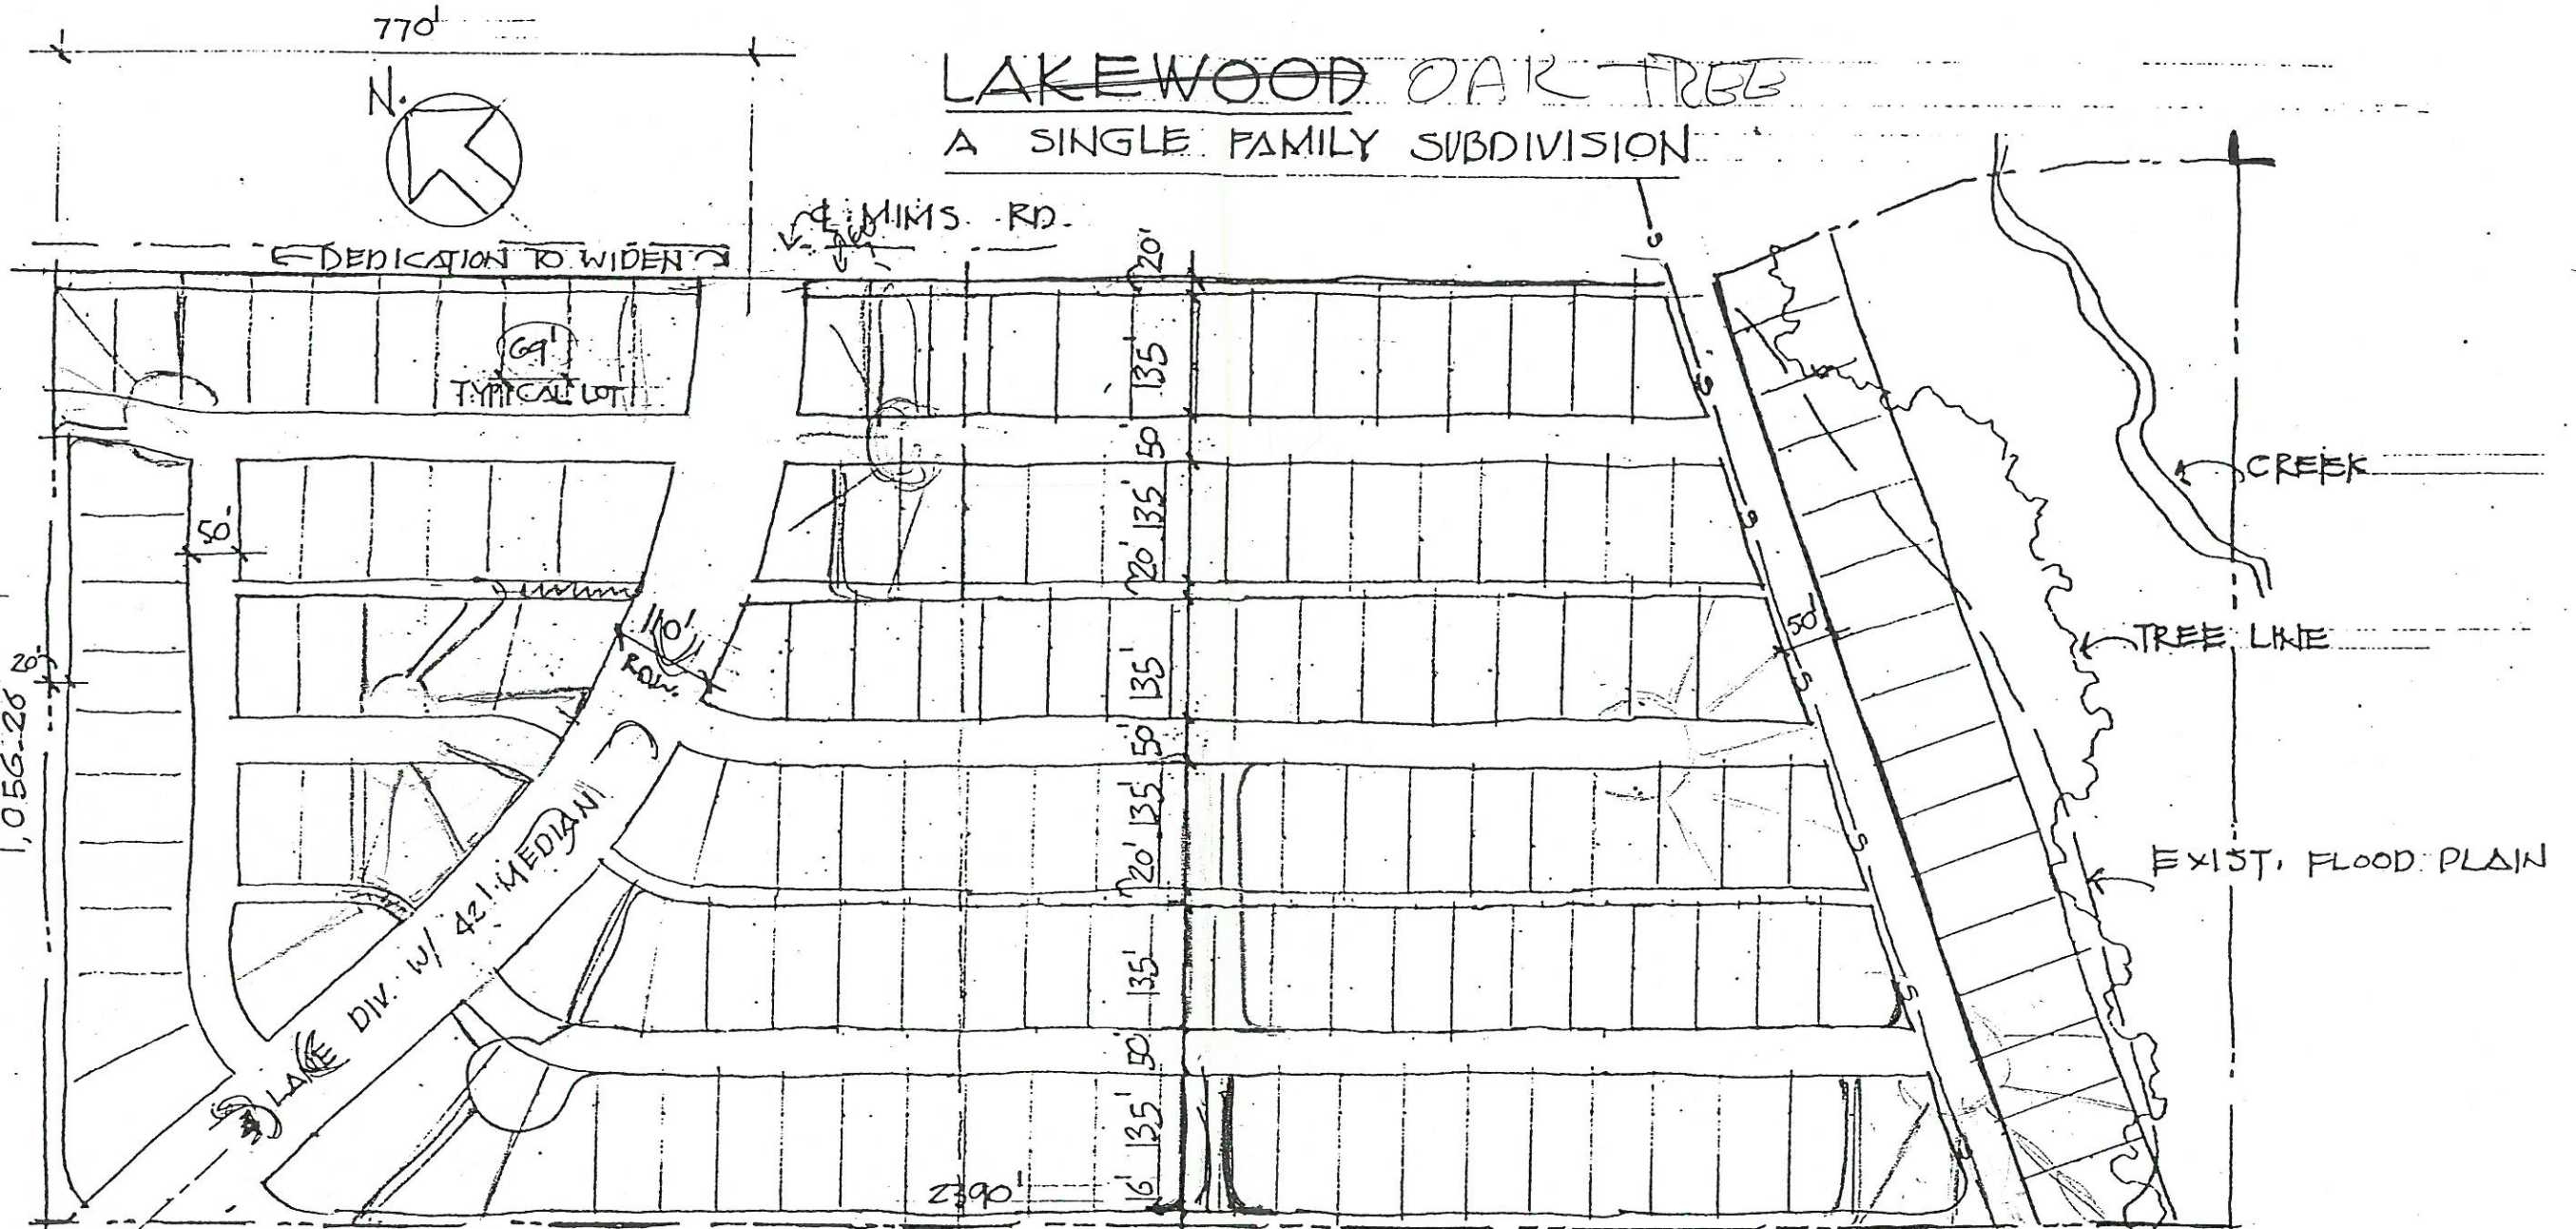 770'
LAKEWOOD OAK TREE
A SINGLE FAMILY SUBDIVISION
N.
℄ MIMS RD.
DEDICATION TO WIDEN
20'
69'
TYPICAL LOT
135'
50'
135'
20'
135'
50'
135'
20'
135'
50'
135'
16'
50'
CREEK
110'
R.O.W.
50'
S
S
S
S
S
TREE LINE
20'
1,056.26
LAKE DIV. W/ 42' MEDIAN
EXIST. FLOOD PLAIN
2390'